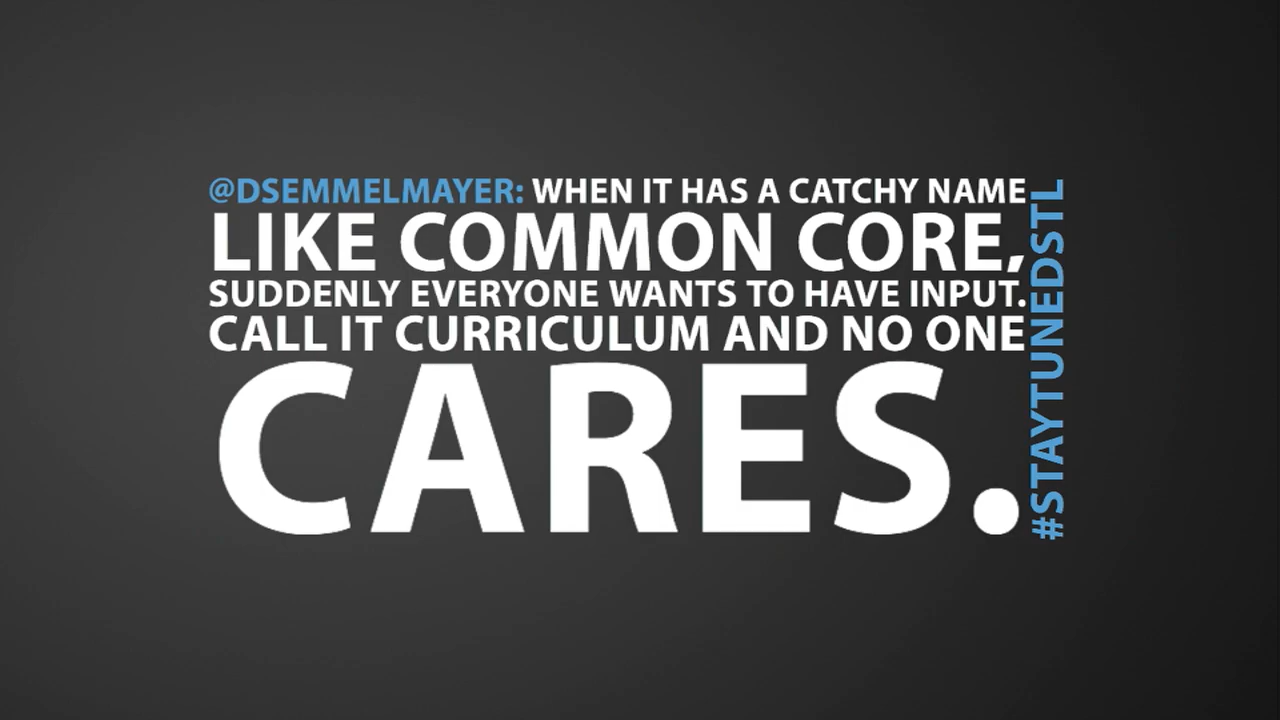 @DSEMMELMAYER: WHEN IT HAS A CATCHY NAME
LIKE COMMON CORE,
SUDDENLY EVERYONE WANTS TO HAVE INPUT.
CALL IT CURRICULUM AND NO ONE
CARES.
#STAYTUNEDSTL